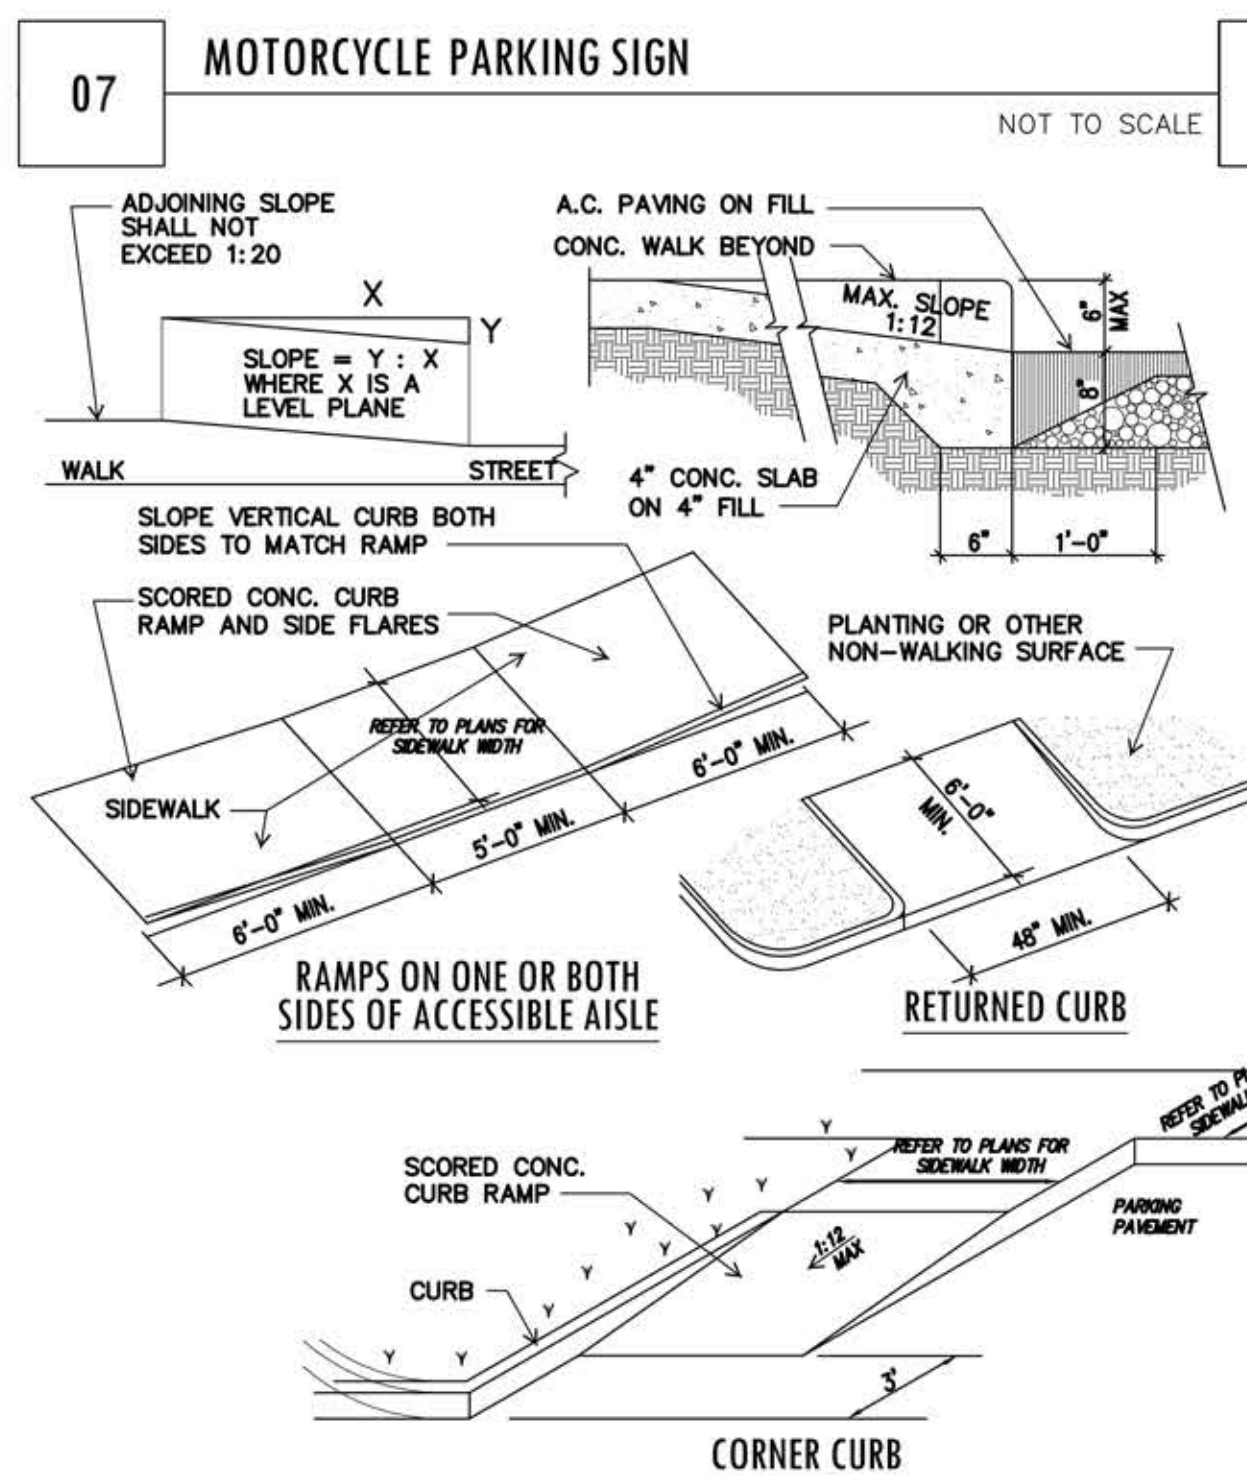 07
MOTORCYCLE PARKING SIGN
NOT TO SCALE
ADJOINING SLOPE
SHALL NOT
EXCEED 1:20
X
Y
SLOPE = Y : X
WHERE X IS A
LEVEL PLANE
WALK
STREET
A.C. PAVING ON FILL
CONC. WALK BEYOND
MAX. SLOPE
1:12
6"
MAX
8"
4" CONC. SLAB
ON 4" FILL
6"
1'-0"
SLOPE VERTICAL CURB BOTH
SIDES TO MATCH RAMP
SCORED CONC. CURB
RAMP AND SIDE FLARES
REFER TO PLANS FOR
SIDEWALK WIDTH
SIDEWALK
6'-0" MIN.
5'-0" MIN.
6'-0" MIN.
RAMPS ON ONE OR BOTH
SIDES OF ACCESSIBLE AISLE
PLANTING OR OTHER
NON-WALKING SURFACE
6'-0"
MIN.
48" MIN.
RETURNED CURB
REFER TO
REFER TO PLANS FOR
SIDEWALK WIDTH
SCORED CONC.
CURB RAMP
1:12
MAX
PARKING
PAVEMENT
CURB
3'
CORNER CURB